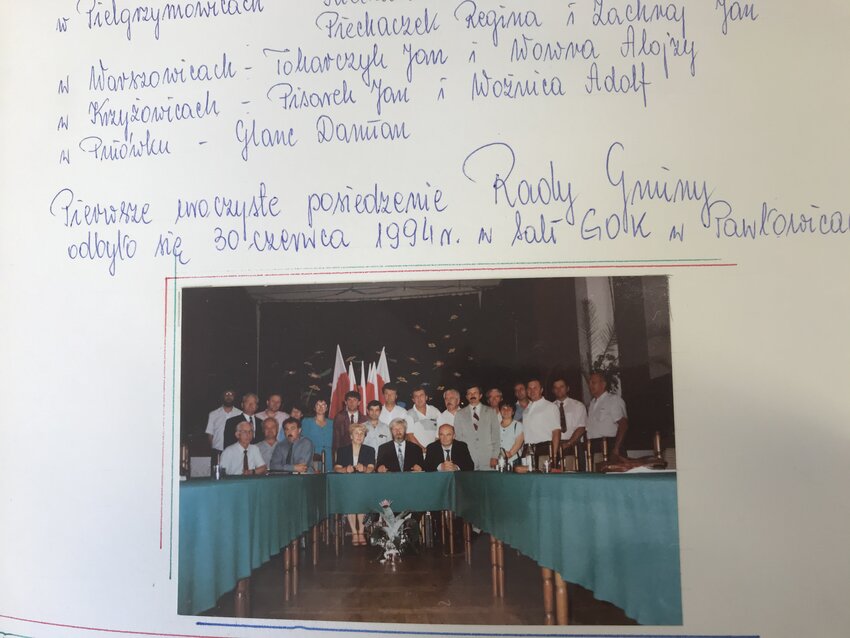 w Pielgrzymowicach
Piechaczek Regina i Zachraj Jan
w Warszowicach - Tokarczyk Jan i Wowra Alojzy
w Krzyżowicach - Pisarek Jan i Woźnica Adolf
w Pniówku - Glanc Damian
Pierwsze uroczyste posiedzenie Rady Gminy
odbyło się 30 czerwca 1994r. w sali GOK w Pawłowicac